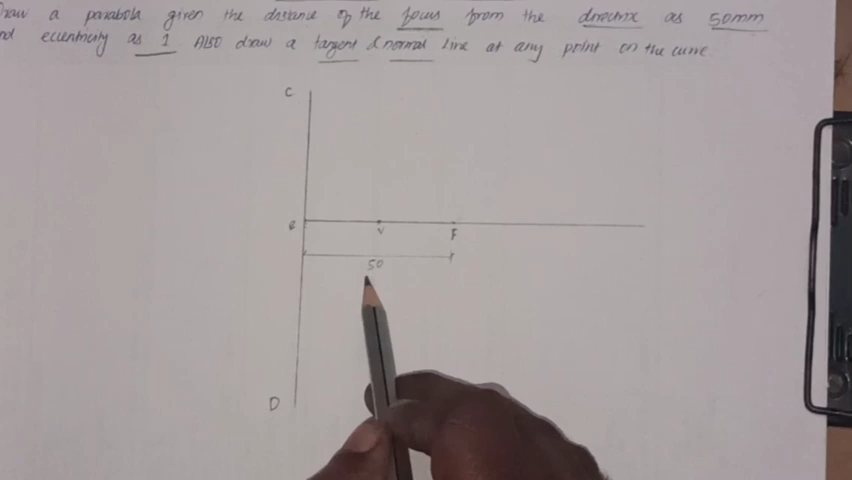 Draw a parabola given the distance of the focus from the directrix as 50mm
and eccentricity as 1 Also draw a tangent & normal line at any point on the curve.
C
V F
50
D